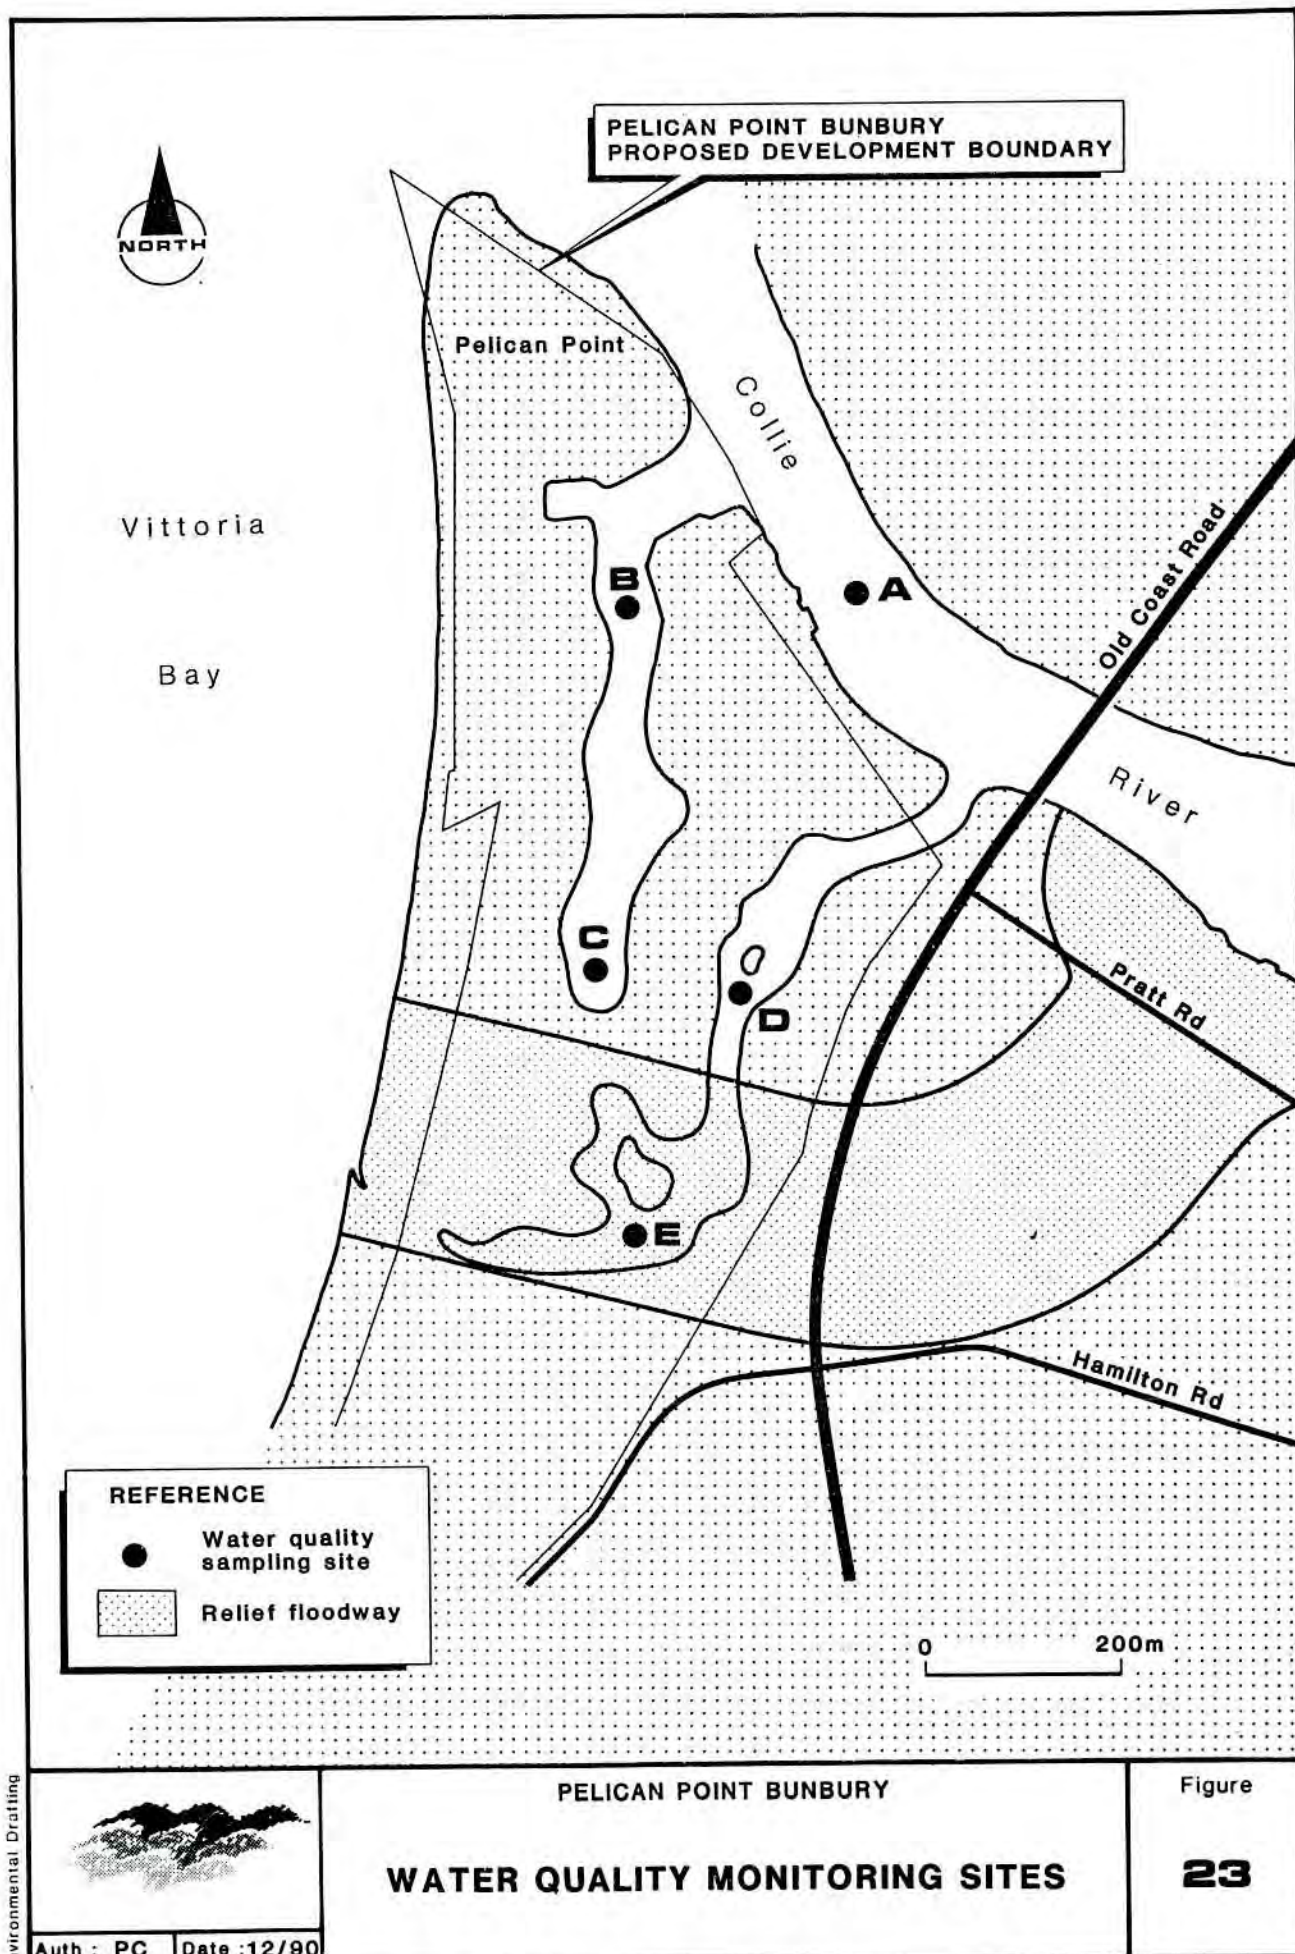 PELICAN POINT BUNBURY
PROPOSED DEVELOPMENT BOUNDARY
NORTH
Pelican Point
Collie
Vittoria
Bay
Old Coast Road
B
A
River
C
D
Pratt Rd
E
Hamilton Rd
REFERENCE
Water quality
sampling site
Relief floodway
0 200m
PELICAN POINT BUNBURY
WATER QUALITY MONITORING SITES
Figure
23
Auth : PC
Date :12/90
Drafting